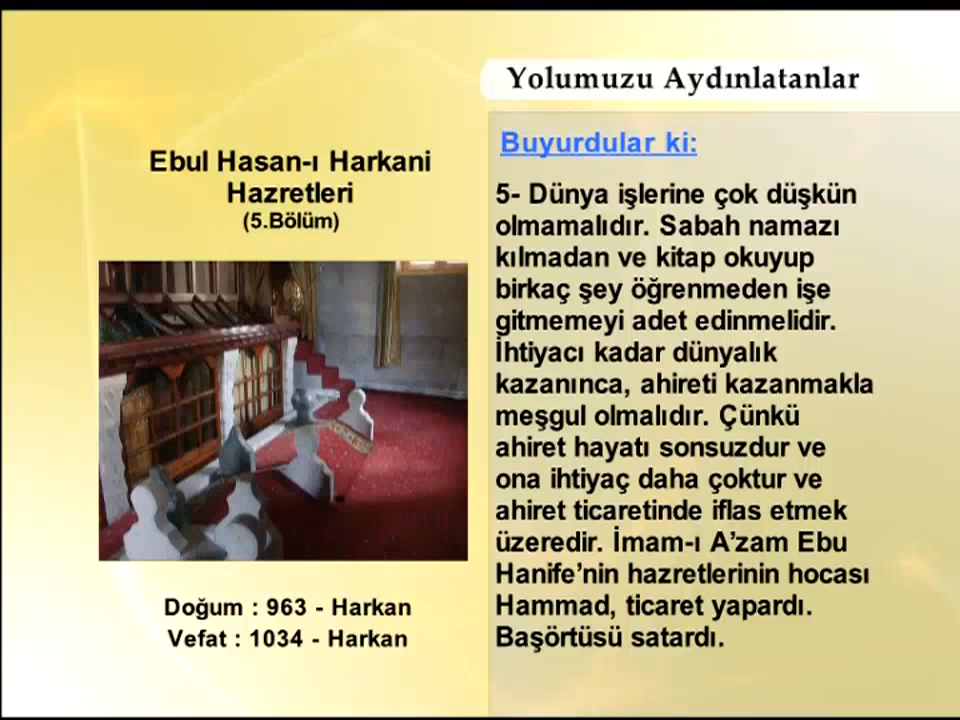 Yolumuzu Aydınlatanlar
Ebul Hasan-ı Harkani
Hazretleri
(5.Bölüm)
Doğum : 963 - Harkan
Vefat : 1034 - Harkan
Buyurdular ki:
5- Dünya işlerine çok düşkün
olmamalıdır. Sabah namazı
kılmadan ve kitap okuyup
birkaç şey öğrenmeden işe
gitmemeyi adet edinmelidir.
İhtiyacı kadar dünyalık
kazanınca, ahireti kazanmakla
meşgul olmalıdır. Çünkü
ahiret hayatı sonsuzdur ve
ona ihtiyaç daha çoktur ve
ahiret ticaretinde iflas etmek
üzeredir. İmam-ı A’zam Ebu
Hanife’nin hazretlerinin hocası
Hammad, ticaret yapardı.
Başörtüsü satardı.